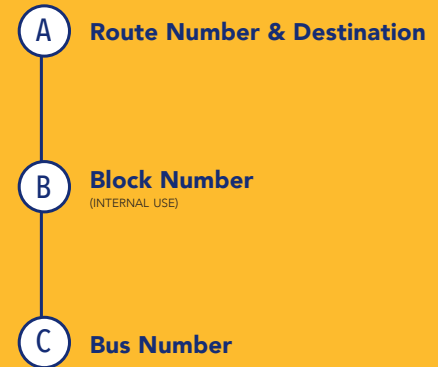 A Route Number & Destination
B Block Number
(INTERNAL USE)
C Bus Number